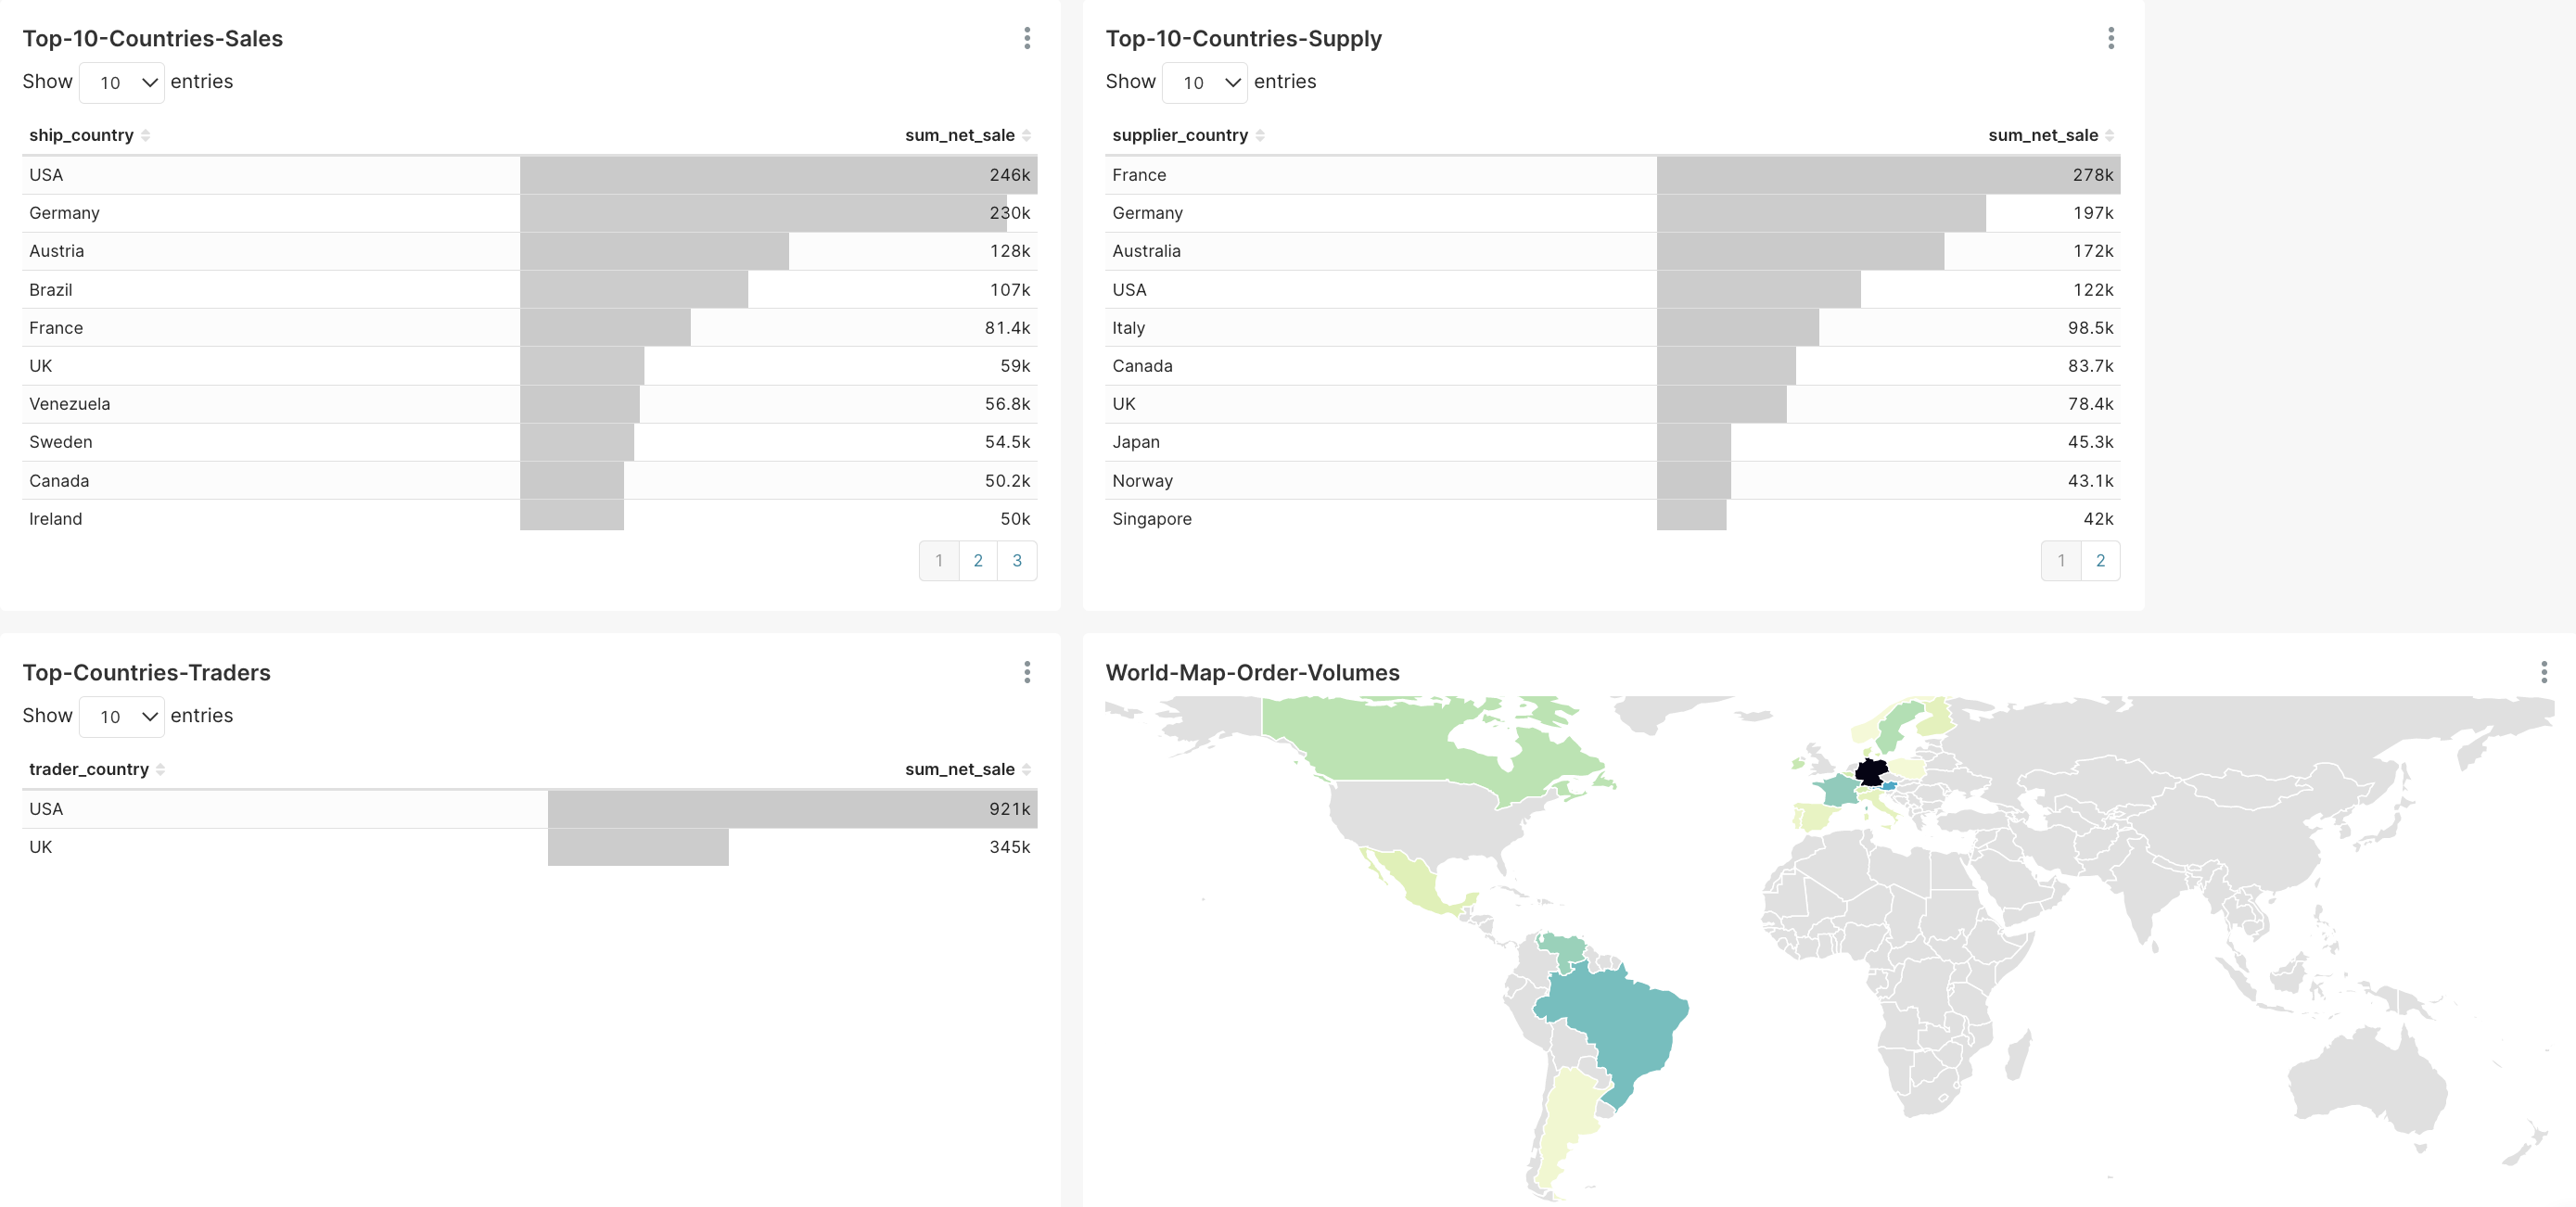 Top-10-Countries-Sales
Show 10 entries
ship_country sum_net_sale
USA 246k
Germany 230k
Austria 128k
Brazil 107k
France 81.4k
UK 59k
Venezuela 56.8k
Sweden 54.5k
Canada 50.2k
Ireland 50k
1 2 3
Top-10-Countries-Supply
Show 10 entries
supplier_country sum_net_sale
France 278k
Germany 197k
Australia 172k
USA 122k
Italy 98.5k
Canada 83.7k
UK 78.4k
Japan 45.3k
Norway 43.1k
Singapore 42k
1 2
Top-Countries-Traders
Show 10 entries
trader_country sum_net_sale
USA 921k
UK 345k
World-Map-Order-Volumes